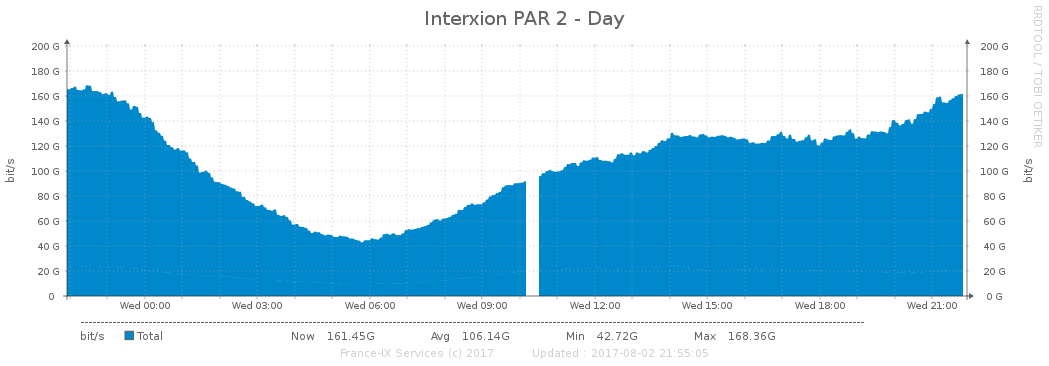 Interxion PAR 2 - Day
RRDTOOL / TOBI OETIKER
200 G 200 G
180 G 180 G
160 G 160 G
140 G 140 G
120 G 120 G
100 G 100 G
80 G 80 G
60 G 60 G
40 G 40 G
20 G 20 G
0 0 G
bit/s
bit/s
Wed 00:00 Wed 03:00 Wed 06:00 Wed 09:00 Wed 12:00 Wed 15:00 Wed 18:00 Wed 21:00
bit/s Total Now 161.45G Avg 106.14G Min 42.72G Max 168.36G
France-IX Services (c) 2017 Updated : 2017-08-02 21:55:05